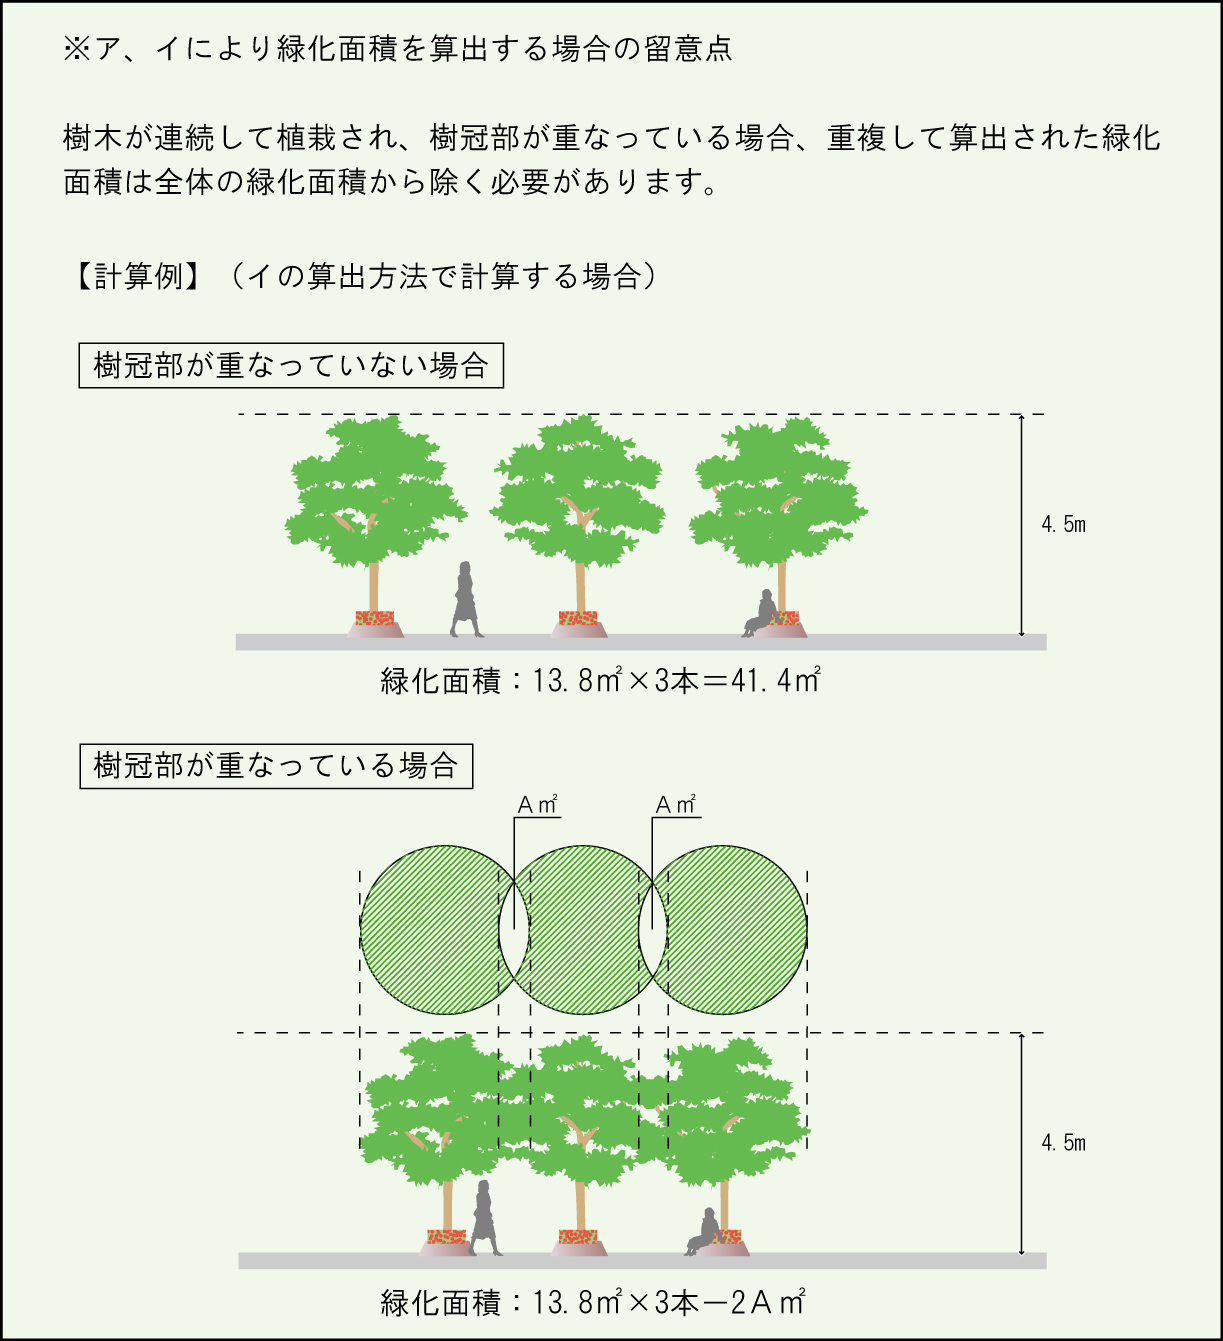 ※ア、イにより緑化面積を算出する場合の留意点
樹木が連続して植栽され、樹冠部が重なっている場合、重複して算出された緑化
面積は全体の緑化面積から除く必要があります。
【計算例】（イの算出方法で計算する場合）
樹冠部が重なっていない場合
4.5m
緑化面積：13.8㎡×3本＝41.4㎡
樹冠部が重なっている場合
A㎡ A㎡
4.5m
緑化面積：13.8㎡×3本－2A㎡